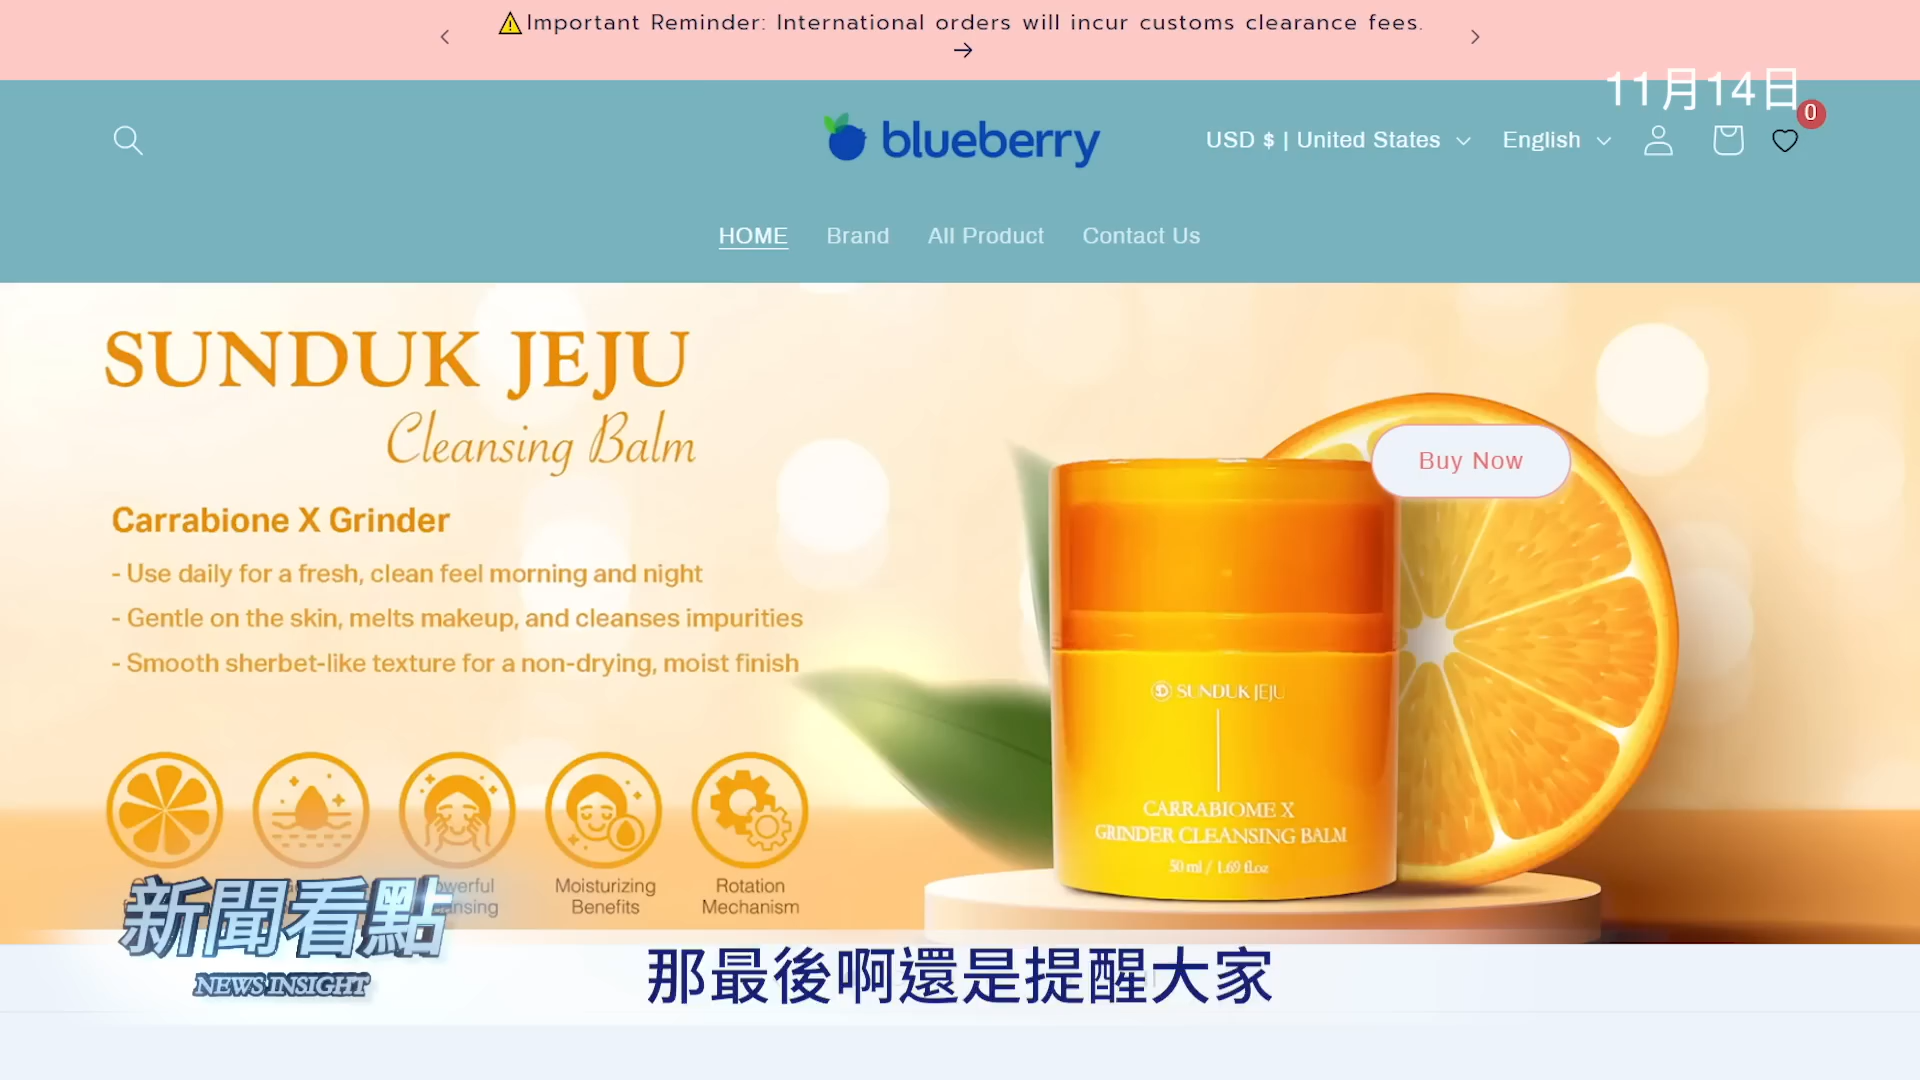 ⚠Important Reminder: International orders will incur customs clearance fees.
→
11月14日
0
blueberry
USD $ | United States
English
HOME
Brand
All Product
Contact Us
SUNDUK JEJU
Cleansing Balm
Carrabione X Grinder
- Use daily for a fresh, clean feel morning and night
- Gentle on the skin, melts makeup, and cleanses impurities
- Smooth sherbet-like texture for a non-drying, moist finish
Buy Now
SUNDUK JEJU
CARRABIOME X
GRINDER CLEANSING BALM
50 ml / 1.69 fl.oz
Moisturizing
Benefits
Rotation
Mechanism
新聞看點
NEWS INSIGHT
那最後啊還是提醒大家